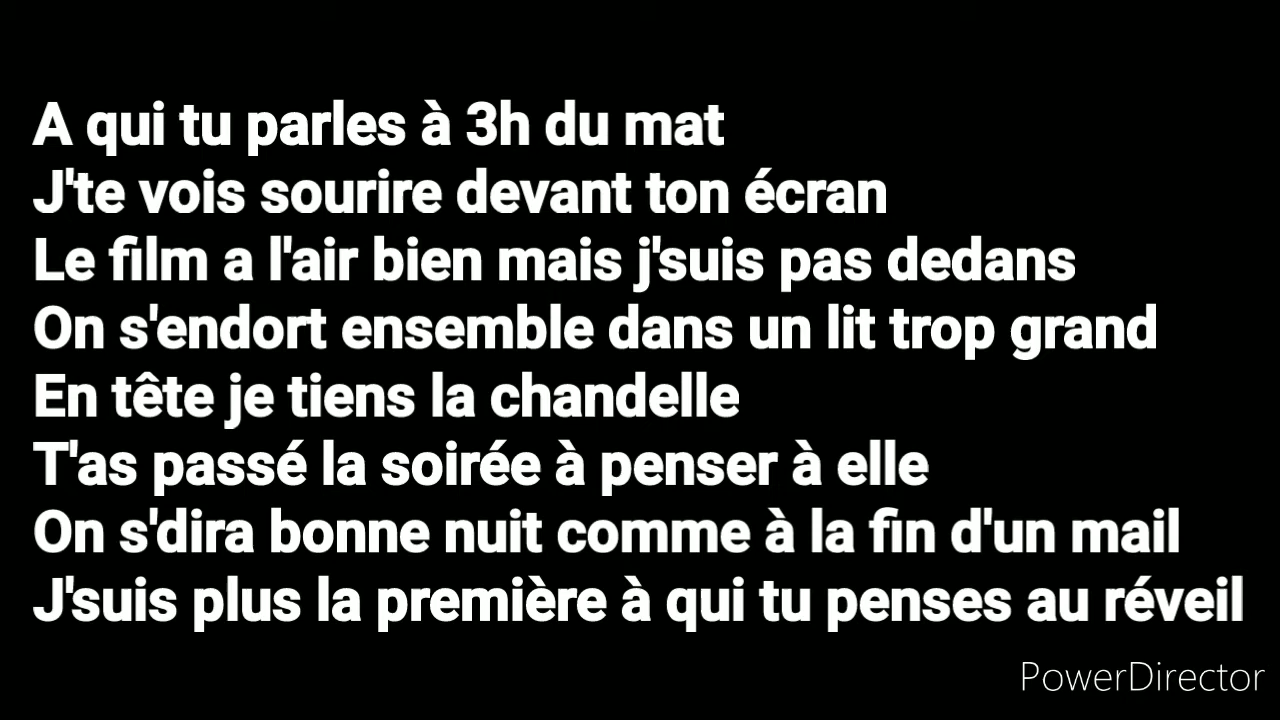 A qui tu parles à 3h du mat
J'te vois sourire devant ton écran
Le film a l'air bien mais j'suis pas dedans
On s'endort ensemble dans un lit trop grand
En tête je tiens la chandelle
T'as passé la soirée à penser à elle
On s'dira bonne nuit comme à la fin d'un mail
J'suis plus la première à qui tu penses au réveil
PowerDirector